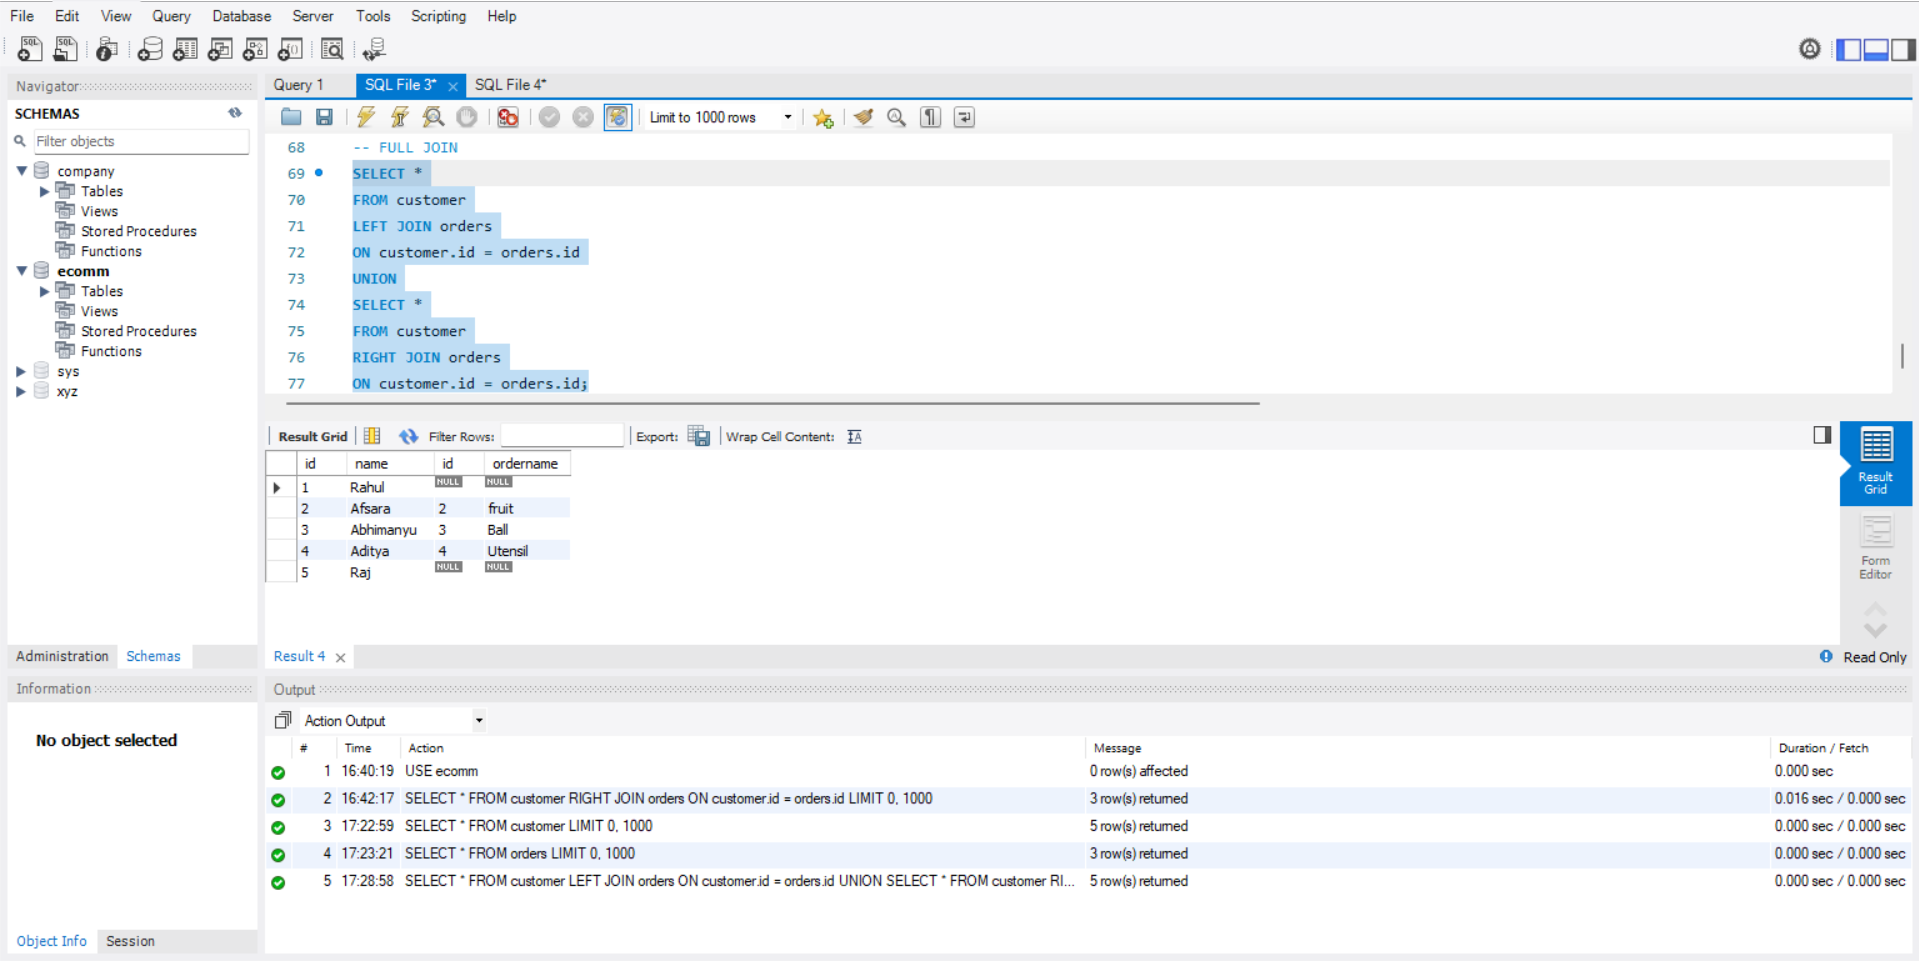 File Edit View Query Database Server Tools Scripting Help
Navigator
SCHEMAS
Filter objects
company
Tables
Views
Stored Procedures
Functions
ecomm
Tables
Views
Stored Procedures
Functions
sys
xyz
Administration Schemas
Information
No object selected
Object Info Session
Query 1 SQL File 3* SQL File 4*
Limit to 1000 rows
68 -- FULL JOIN
69 SELECT *
70 FROM customer
71 LEFT JOIN orders
72 ON customer.id = orders.id
73 UNION
74 SELECT *
75 FROM customer
76 RIGHT JOIN orders
77 ON customer.id = orders.id;
Result Grid Filter Rows: Export: Wrap Cell Content:
id name id ordername
1 Rahul NULL NULL
2 Afsara 2 fruit
3 Abhimanyu 3 Ball
4 Aditya 4 Utensil
5 Raj NULL NULL
Result
Grid
Form
Editor
Result 4
Read Only
Output
Action Output
# Time Action Message Duration / Fetch
1 16:40:19 USE ecomm 0 row(s) affected 0.000 sec
2 16:42:17 SELECT * FROM customer RIGHT JOIN orders ON customer.id = orders.id LIMIT 0, 1000 3 row(s) returned 0.016 sec / 0.000 sec
3 17:22:59 SELECT * FROM customer LIMIT 0, 1000 5 row(s) returned 0.000 sec / 0.000 sec
4 17:23:21 SELECT * FROM orders LIMIT 0, 1000 3 row(s) returned 0.000 sec / 0.000 sec
5 17:28:58 SELECT * FROM customer LEFT JOIN orders ON customer.id = orders.id UNION SELECT * FROM customer RI... 5 row(s) returned 0.000 sec / 0.000 sec